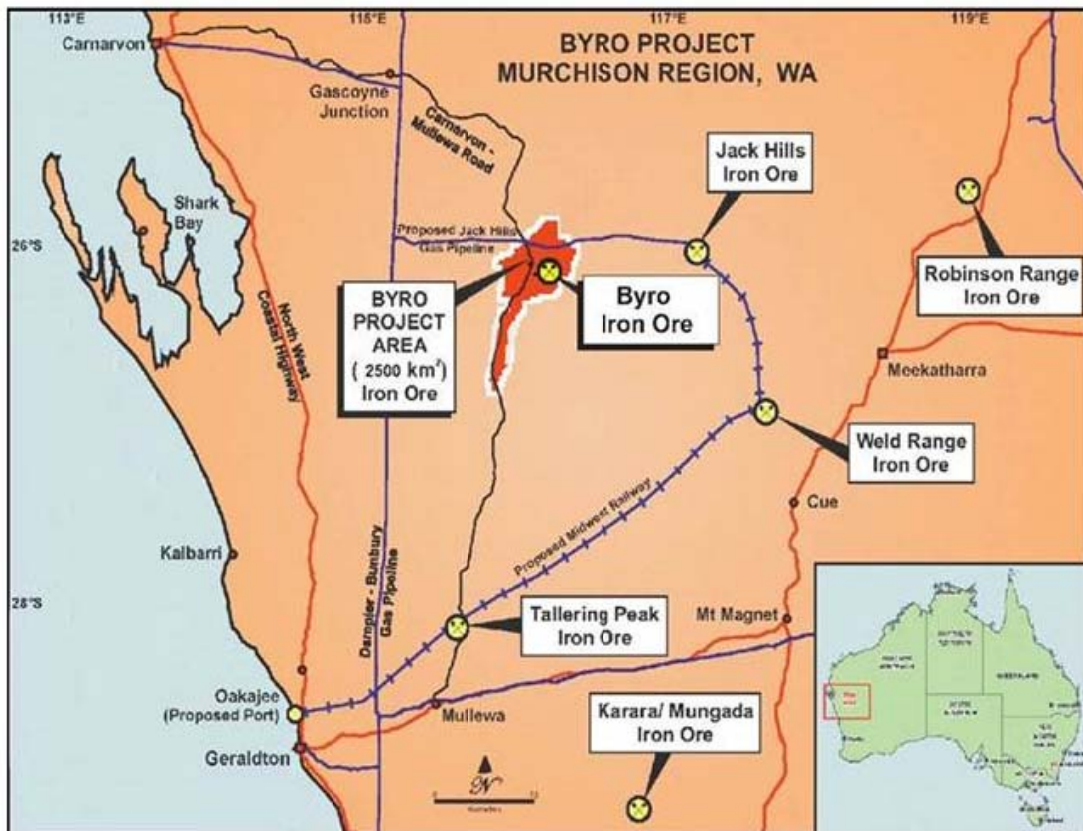 113°E
115°E
117°E
119°E
BYRO PROJECT
MURCHISON REGION, WA
Carnarvon
Gascoyne
Junction
Carnarvon -
Mullewa Road
Jack Hills
Iron Ore
Shark
Bay
26°S
Proposed Jack Hills
Gas Pipeline
Robinson Range
Iron Ore
BYRO
PROJECT
AREA
( 2500 km²)
Iron Ore
Byro
Iron Ore
North West
Coastal Highway
Meekatharra
Weld Range
Iron Ore
Cue
Proposed Midwest Railway
Kalbarri
Dampier - Bunbury
Gas Pipeline
28°S
Tallering Peak
Iron Ore
Mt Magnet
Oakajee
(Proposed Port)
Mullewa
Karara/ Mungada
Iron Ore
Geraldton
N